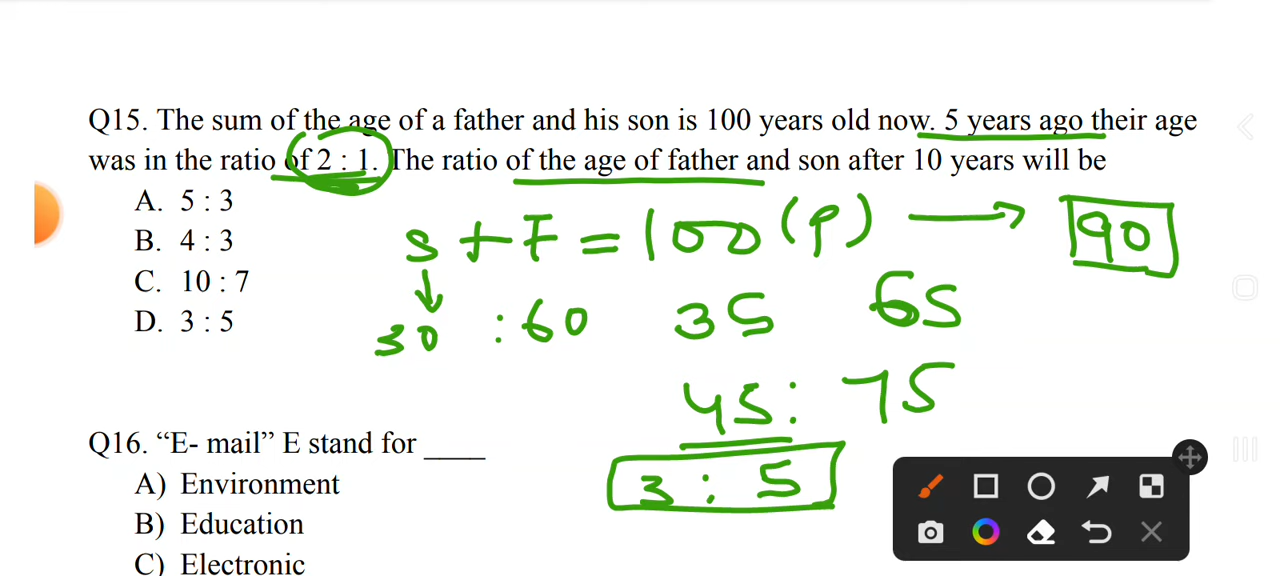 Q15. The sum of the age of a father and his son is 100 years old now. 5 years ago their age
was in the ratio of 2 : 1. The ratio of the age of father and son after 10 years will be
A. 5 : 3
B. 4 : 3
C. 10 : 7
D. 3 : 5
S + F = 100 (P) → 90
30 : 60 35 65
45 : 75
3 : 5
Q16. “E- mail” E stand for ____
A) Environment
B) Education
C) Electronic